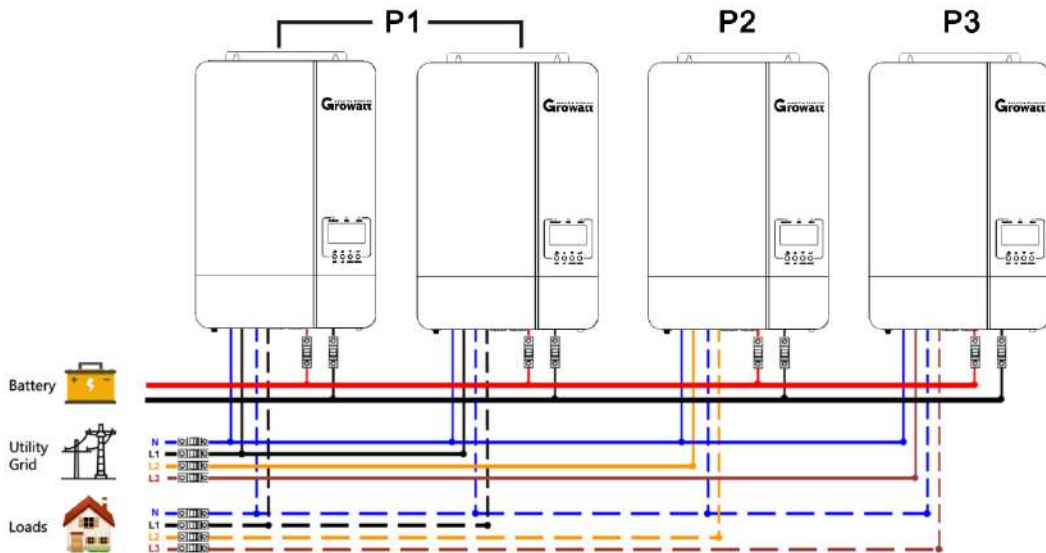 P1
P2
P3
Growatt
Growatt
Growatt
Growatt
Battery
Utility
Grid
N
L1
L2
L3
Loads
N
L1
L2
L3